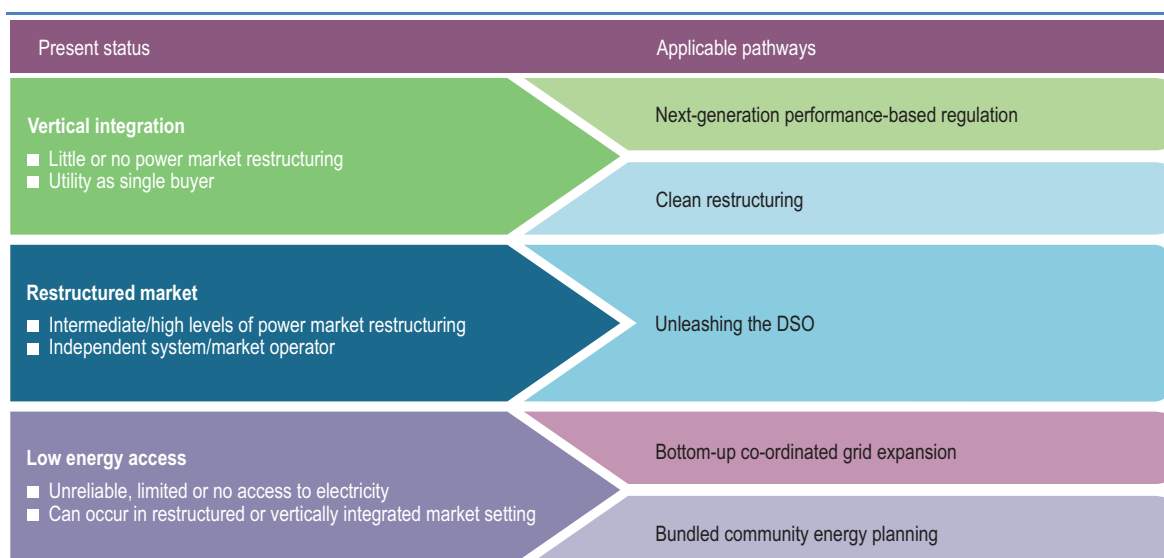 Present status
Applicable pathways
Vertical integration
■ Little or no power market restructuring
■ Utility as single buyer
Next-generation performance-based regulation
Clean restructuring
Restructured market
■ Intermediate/high levels of power market restructuring
■ Independent system/market operator
Unleashing the DSO
Low energy access
■ Unreliable, limited or no access to electricity
■ Can occur in restructured or vertically integrated market setting
Bottom-up co-ordinated grid expansion
Bundled community energy planning